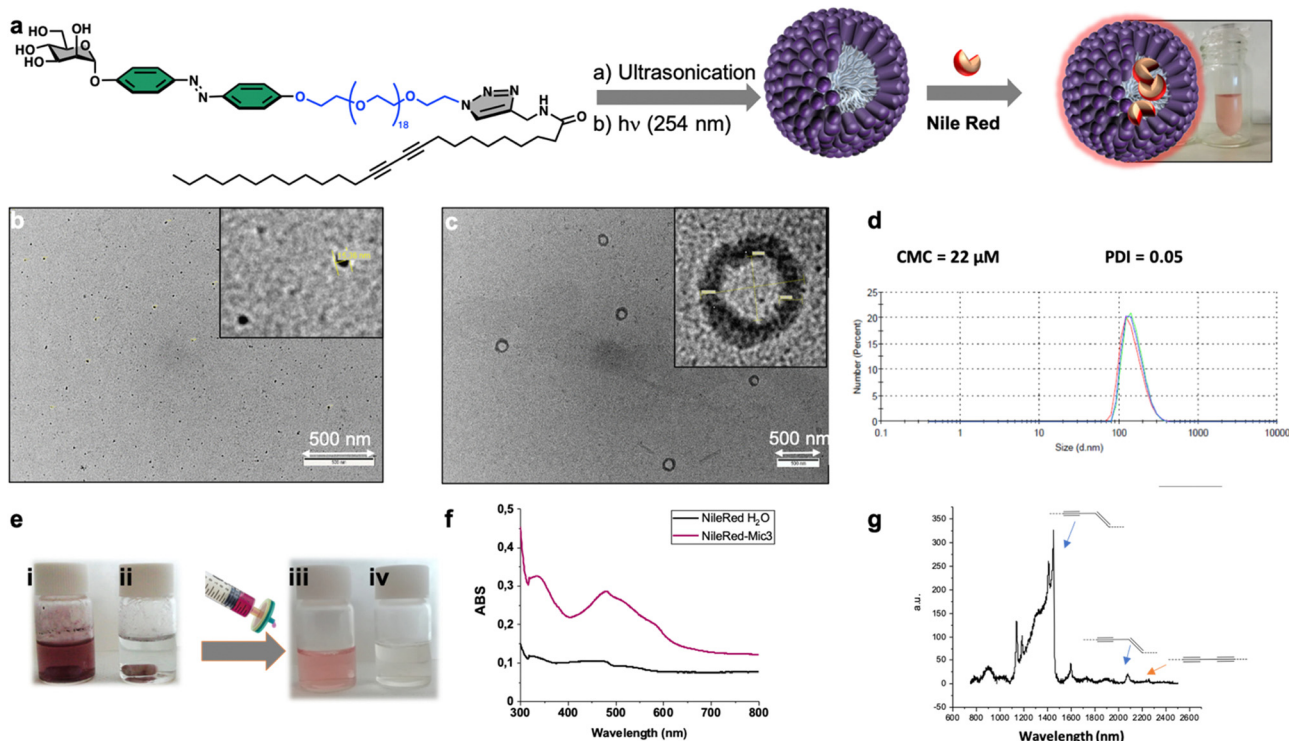 a
HO
OH
HO
HO
O
O
N
N
O
O
O
18
N=N
N
HN
O
a) Ultrasonication
b) hν (254 nm)
Nile Red
b
500 nm
c
500 nm
100 nm
d
CMC = 22 µM
PDI = 0.05
Number (Percent)
25
20
15
10
5
0
0.1
1
10
100
1000
10000
Size (d.nm)
e
i
ii
iii
iv
f
ABS
0,5
0,4
0,3
0,2
0,1
0
300
400
500
600
700
800
Wavelength (nm)
NileRed H₂O
NileRed-Mic3
g
a.u.
350
300
250
200
150
100
50
0
-50
600
800
1000
1200
1400
1600
1800
2000
2200
2400
2600
Wavelength (nm)